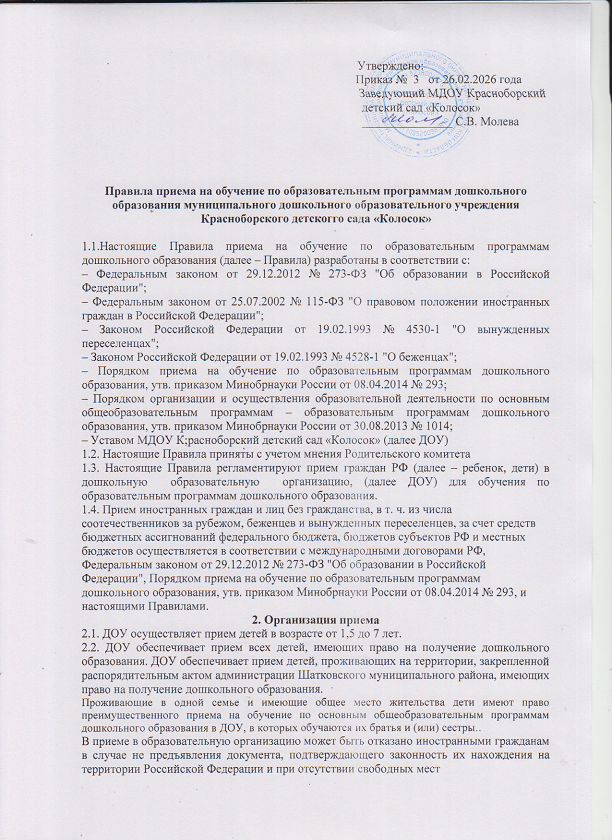 Утверждено:
Приказ № 3 от 26.02.2026 года
Заведующий МДОУ Красноборский
детский сад «Колосок»
С.В. Молева
Правила приема на обучение по образовательным программам дошкольного
образования муниципального дошкольного образовательного учреждения
Красноборского детскогго сада «Колосок»
1.1.Настоящие Правила приема на обучение по образовательным программам
дошкольного образования (далее – Правила) разработаны в соответствии с:
– Федеральным законом от 29.12.2012 № 273-ФЗ "Об образовании в Российской
Федерации";
– Федеральным законом от 25.07.2002 № 115-ФЗ "О правовом положении иностранных
граждан в Российской Федерации";
– Законом Российской Федерации от 19.02.1993 № 4530-1 "О вынужденных
переселенцах";
– Законом Российской Федерации от 19.02.1993 № 4528-1 "О беженцах";
– Порядком приема на обучение по образовательным программам дошкольного
образования, утв. приказом Минобрнауки России от 08.04.2014 № 293;
– Порядком организации и осуществления образовательной деятельности по основным
общеобразовательным программам – образовательным программам дошкольного
образования, утв. приказом Минобрнауки России от 30.08.2013 № 1014;
– Уставом МДОУ К;расноборский детский сад «Колосок» (далее ДОУ)
1.2. Настоящие Правила приняты с учетом мнения Родительского комитета
1.3. Настоящие Правила регламентируют прием граждан РФ (далее – ребенок, дети) в
дошкольную образовательную организацию, (далее ДОУ) для обучения по
образовательным программам дошкольного образования.
1.4. Прием иностранных граждан и лиц без гражданства, в т. ч. из числа
соотечественников за рубежом, беженцев и вынужденных переселенцев, за счет средств
бюджетных ассигнований федерального бюджета, бюджетов субъектов РФ и местных
бюджетов осуществляется в соответствии с международными договорами РФ,
Федеральным законом от 29.12.2012 № 273-ФЗ "Об образовании в Российской
Федерации", Порядком приема на обучение по образовательным программам
дошкольного образования, утв. приказом Минобрнауки России от 08.04.2014 № 293, и
настоящими Правилами.
2. Организация приема
2.1. ДОУ осуществляет прием детей в возрасте от 1,5 до 7 лет.
2.2. ДОУ обеспечивает прием всех детей, имеющих право на получение дошкольного
образования. ДОУ обеспечивает прием детей, проживающих на территории, закрепленной
распорядительным актом администрации Шатковского муниципального района, имеющих
право на получение дошкольного образования.
Проживающие в одной семье и имеющие общее место жительства дети имеют право
преимущественного приема на обучение по основным общеобразовательным программам
дошкольного образования в ДОУ, в которых обучаются их братья и (или) сестры..
В приеме в образовательную организацию может быть отказано иностранными гражданам
в случае не предъявления документа, подтверждающего законность их нахождения на
территории Российской Федерации и при отсутствии свободных мест